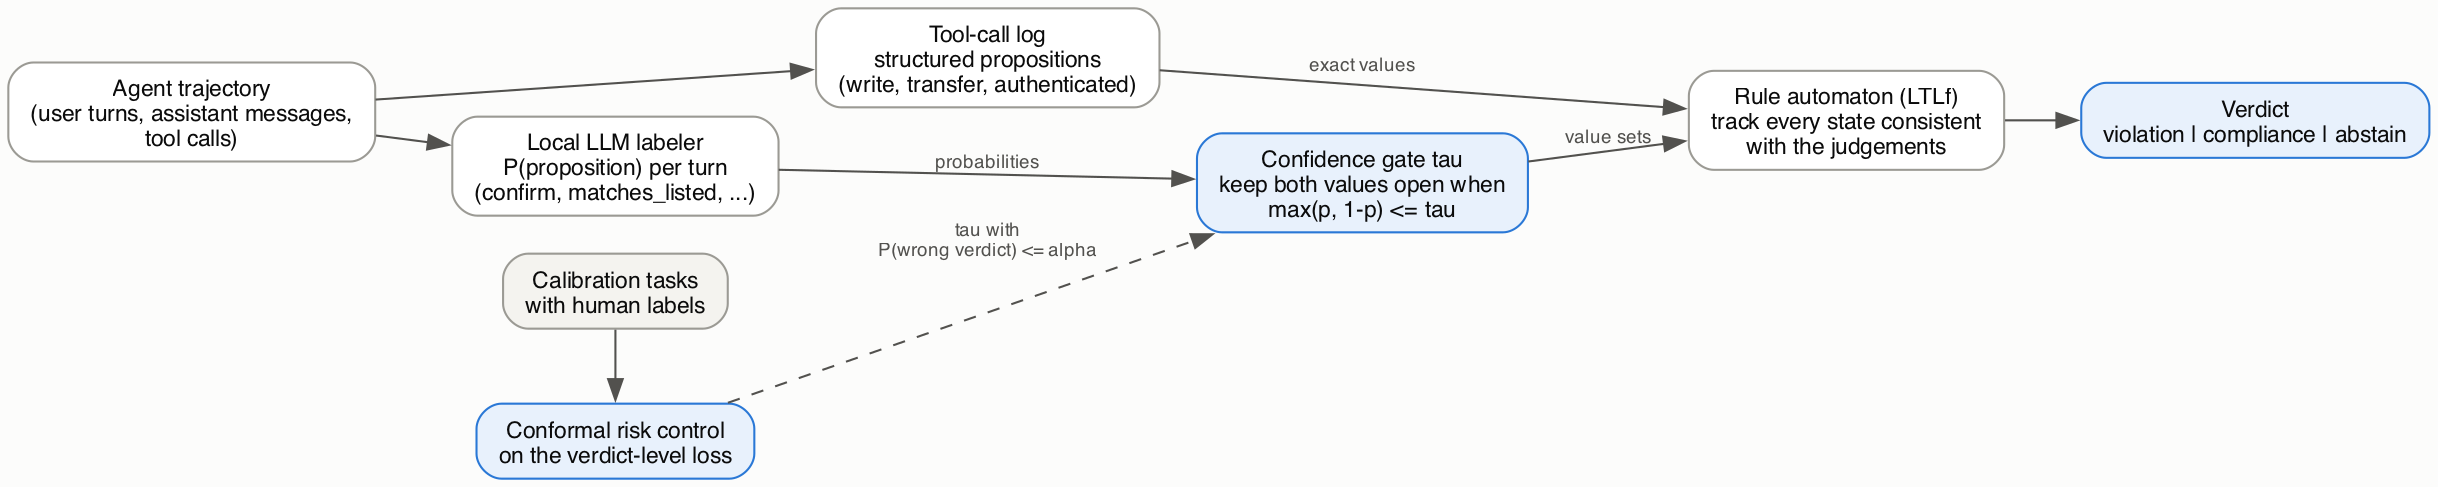 Agent trajectory
(user turns, assistant messages,
tool calls)
Tool-call log
structured propositions
(write, transfer, authenticated)
Local LLM labeler
P(proposition) per turn
(confirm, matches_listed, ...)
exact values
probabilities
Confidence gate tau
keep both values open when
max(p, 1-p) <= tau
value sets
Rule automaton (LTLf)
track every state consistent
with the judgements
Verdict
violation | compliance | abstain
tau with
P(wrong verdict) <= alpha
Calibration tasks
with human labels
Conformal risk control
on the verdict-level loss